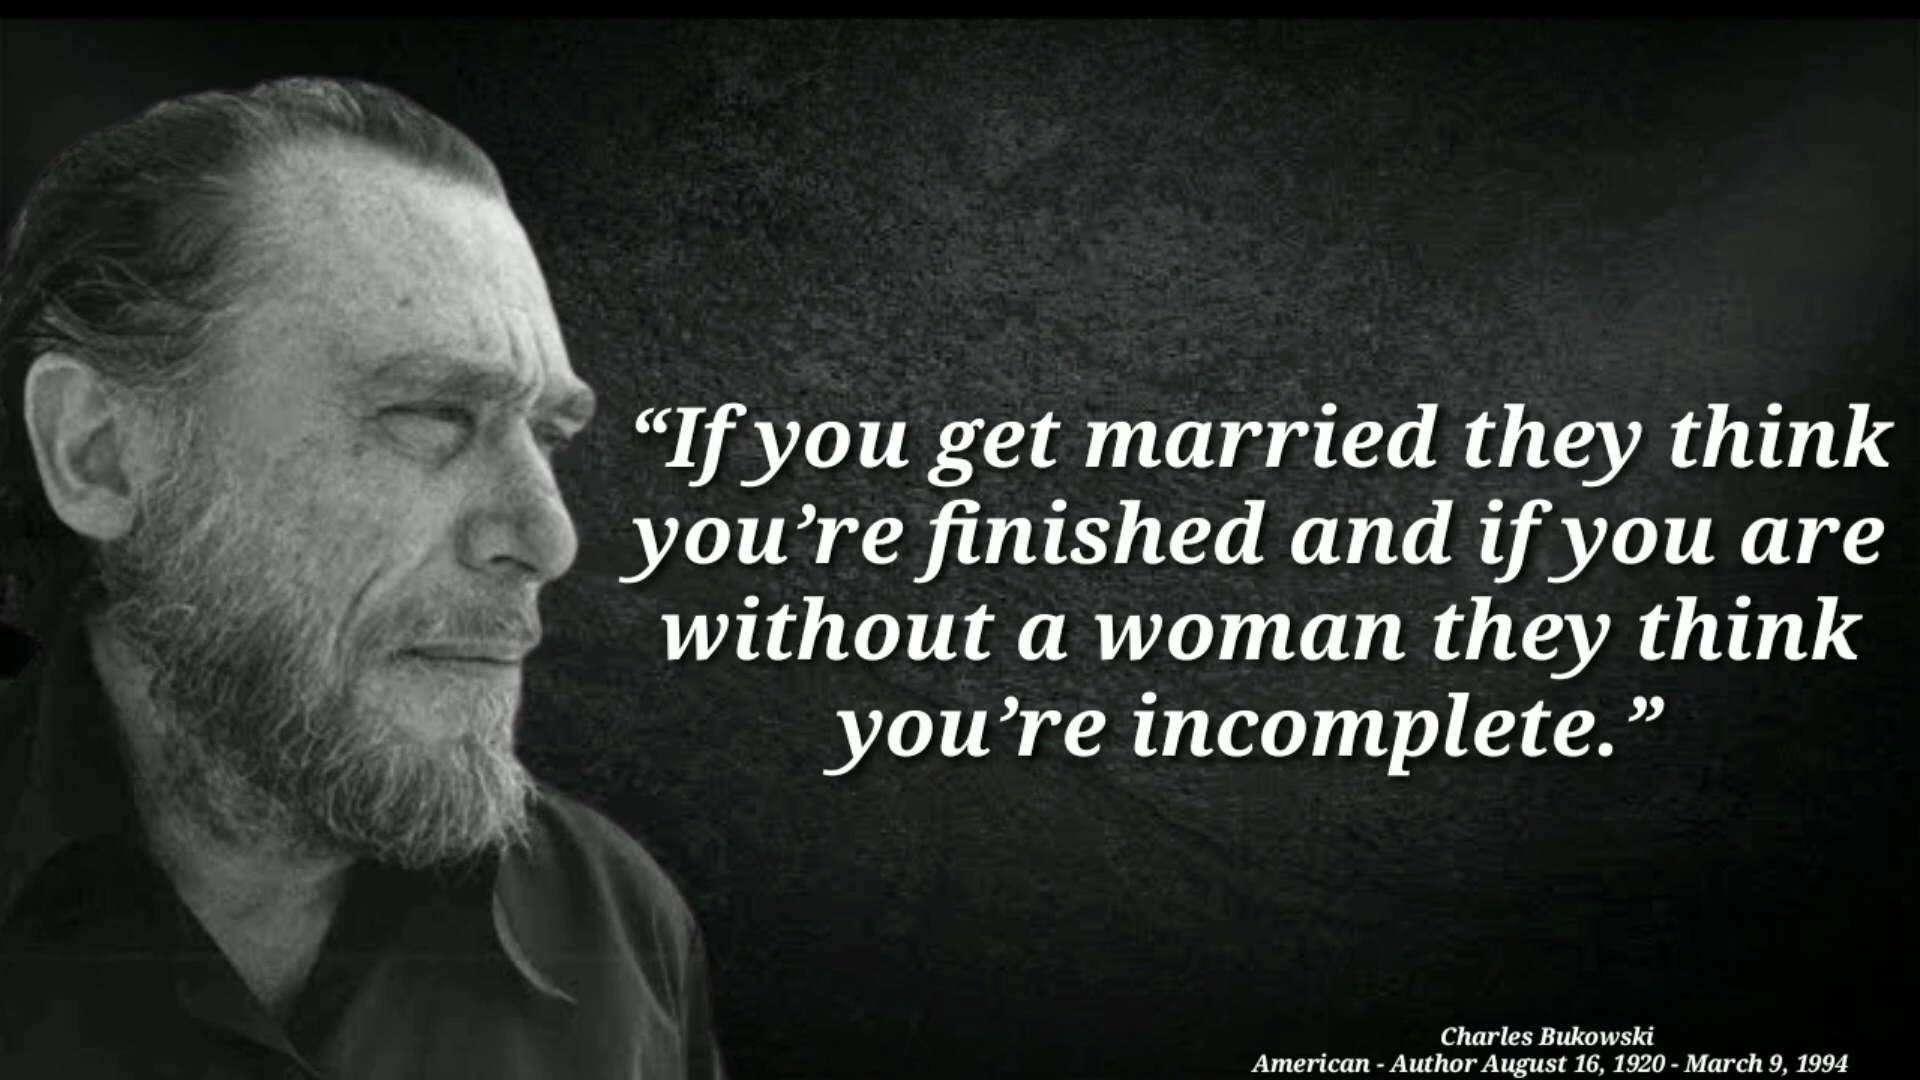 “If you get married they think
you’re finished and if you are
without a woman they think
you’re incomplete.”
Charles Bukowski
American - Author August 16, 1920 - March 9, 1994